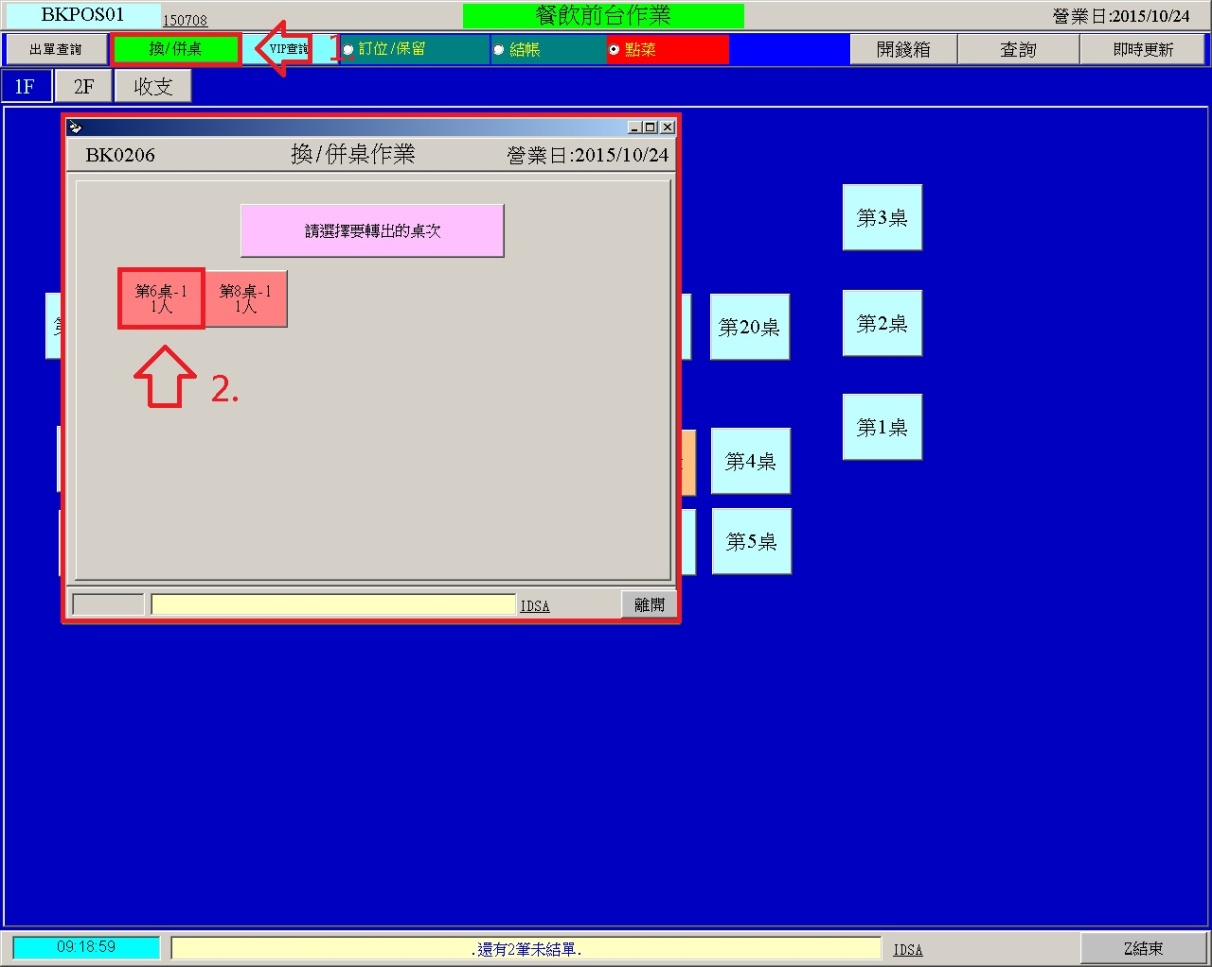 BKPOS01
150708
餐飲前台作業
營業日:2015/10/24
出單查詢
換/併桌
VIP查詢
1.
訂位/保留
結帳
點菜
開錢箱
查詢
即時更新
1F
2F
收支
BK0206
換/併桌作業
營業日:2015/10/24
請選擇要轉出的桌次
第6桌-1
1人
第8桌-1
1人
2.
IDSA
離開
第3桌
第20桌
第2桌
第1桌
第4桌
第5桌
09:18:59
.還有2筆未結單.
IDSA
Z結束